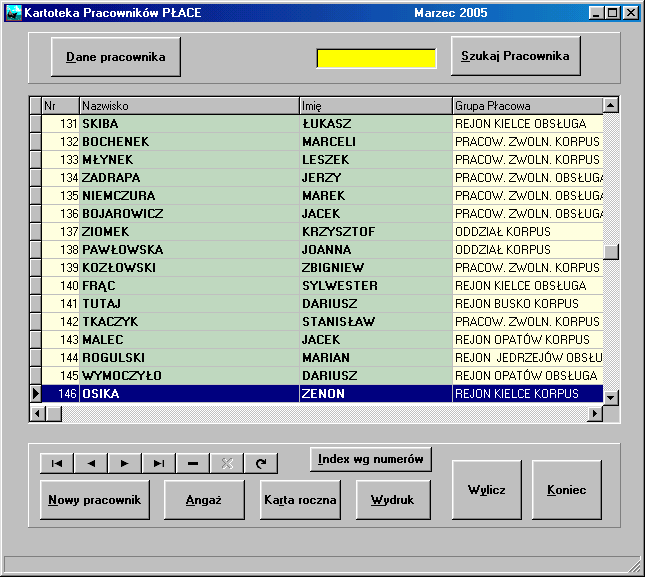 Kartoteka Pracowników PŁACE Marzec 2005
Dane pracownika Szukaj Pracownika
Nr Nazwisko Imię Grupa Płacowa
131 SKIBA ŁUKASZ REJON KIELCE OBSŁUGA
132 BOCHENEK MARCELI PRACOW. ZWOLN. KORPUS
133 MŁYNEK LESZEK PRACOW. ZWOLN. KORPUS
134 ZADRAPA JERZY PRACOW. ZWOLN. OBSŁUGA
135 NIEMCZURA MAREK PRACOW. ZWOLN. OBSŁUGA
136 BOJAROWICZ JACEK PRACOW. ZWOLN. OBSŁUGA
137 ZIOMEK KRZYSZTOF ODDZIAŁ KORPUS
138 PAWŁOWSKA JOANNA ODDZIAŁ KORPUS
139 KOZŁOWSKI ZBIGNIEW PRACOW. ZWOLN. KORPUS
140 FRĄC SYLWESTER REJON KIELCE OBSŁUGA
141 TUTAJ DARIUSZ REJON BUSKO KORPUS
142 TKACZYK STANISŁAW PRACOW. ZWOLN. KORPUS
143 MALEC JACEK REJON OPATÓW KORPUS
144 ROGULSKI MARIAN REJON JEDRZEJÓW OBSŁU
145 WYMOCZYŁO DARIUSZ REJON OPATÓW OBSŁUGA
146 OSIKA ZENON REJON KIELCE KORPUS
Index wg numerów
Nowy pracownik Angaż Karta roczna Wydruk Wylicz Koniec